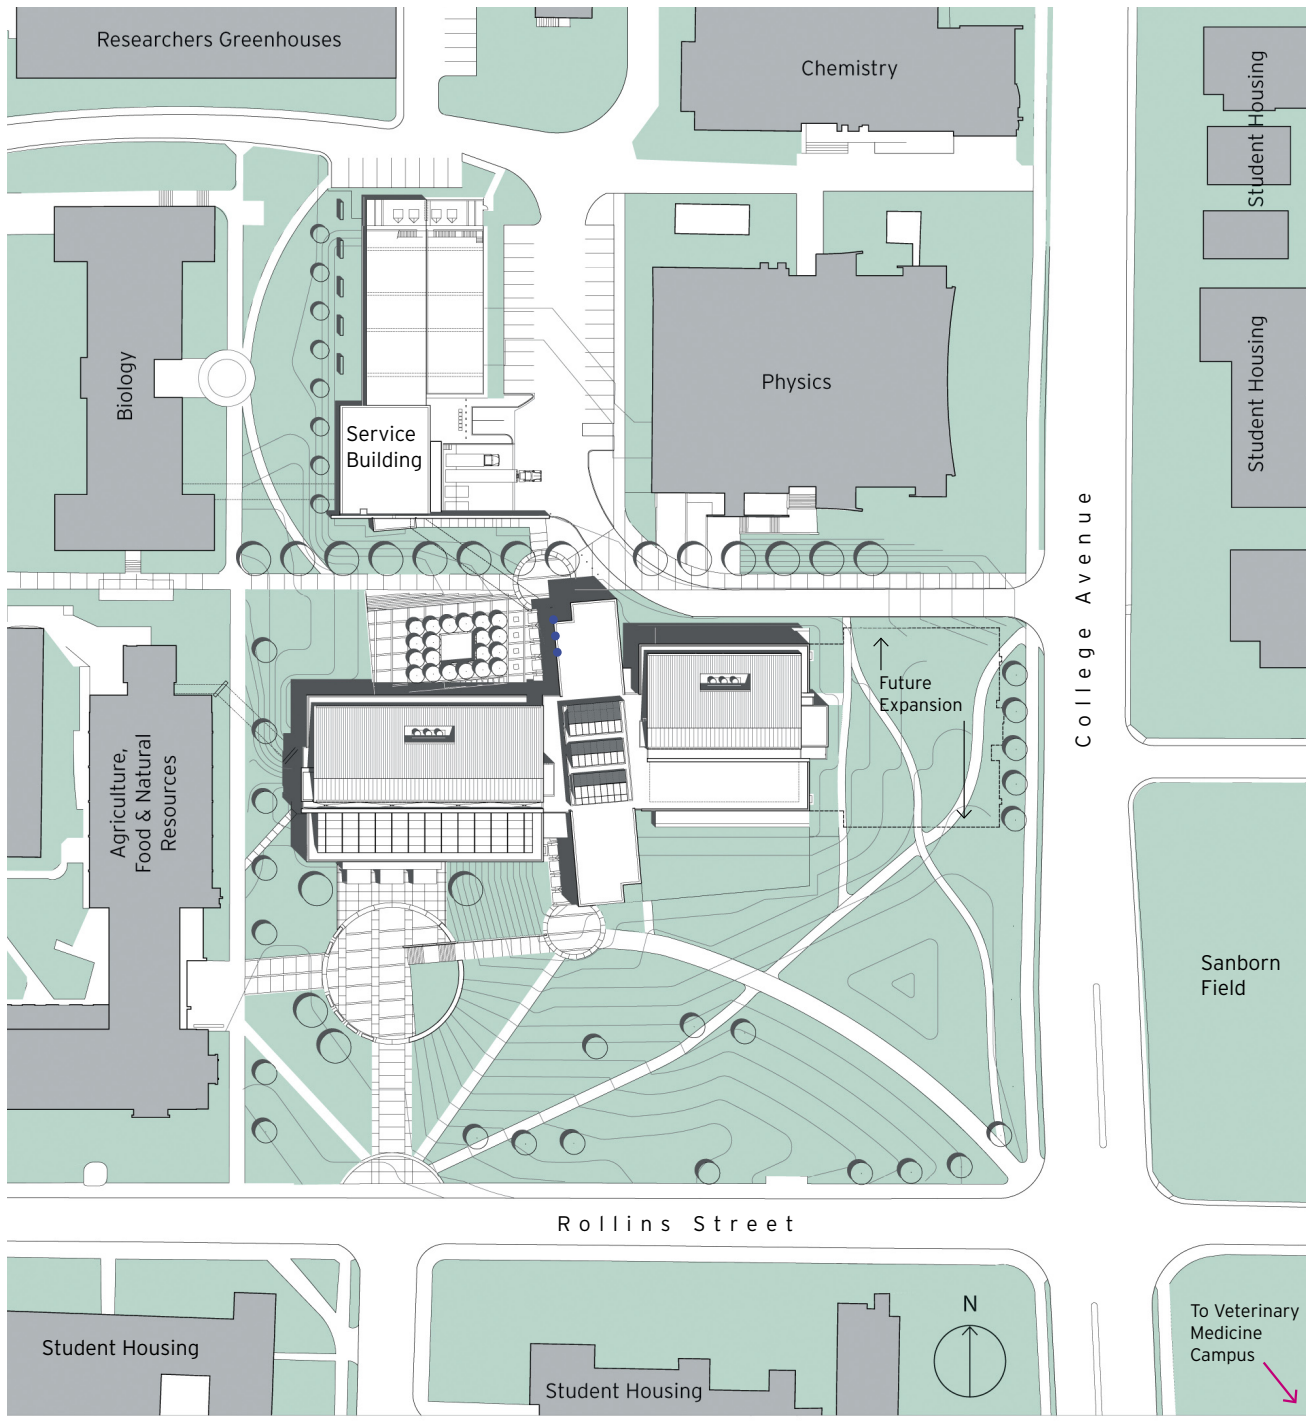 Researchers Greenhouses
Chemistry
Student Housing
Biology
Physics
Student Housing
Service
Building
College Avenue
Future
Expansion
Agriculture,
Food & Natural
Resources
Sanborn
Field
Rollins Street
N
To Veterinary
Medicine
Campus
Student Housing
Student Housing